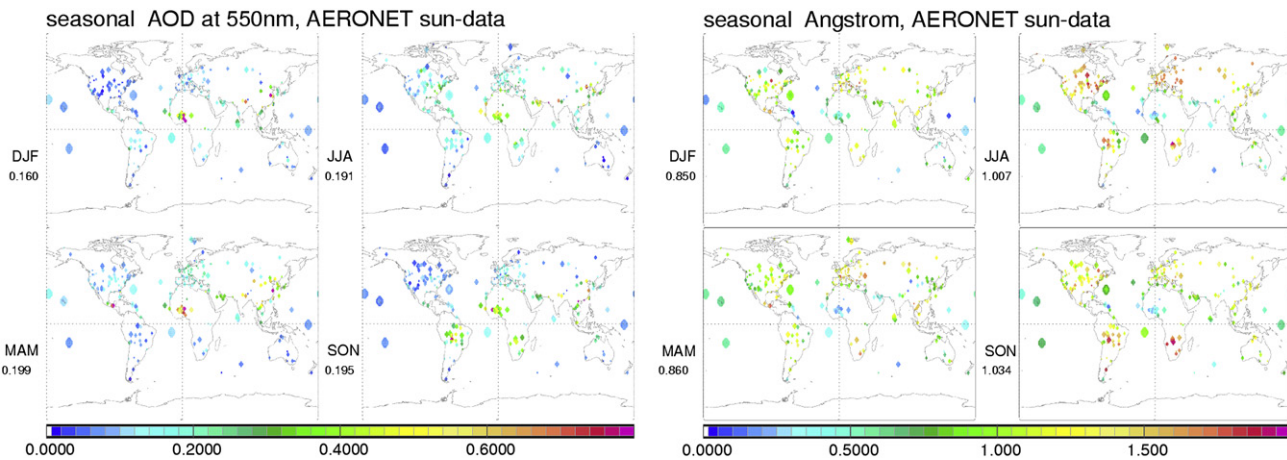 seasonal AOD at 550nm, AERONET sun-data
DJF
0.160
JJA
0.191
MAM
0.199
SON
0.195
0.0000 0.2000 0.4000 0.6000
seasonal Angstrom, AERONET sun-data
DJF
0.850
JJA
1.007
MAM
0.860
SON
1.034
0.0000 0.5000 1.000 1.500